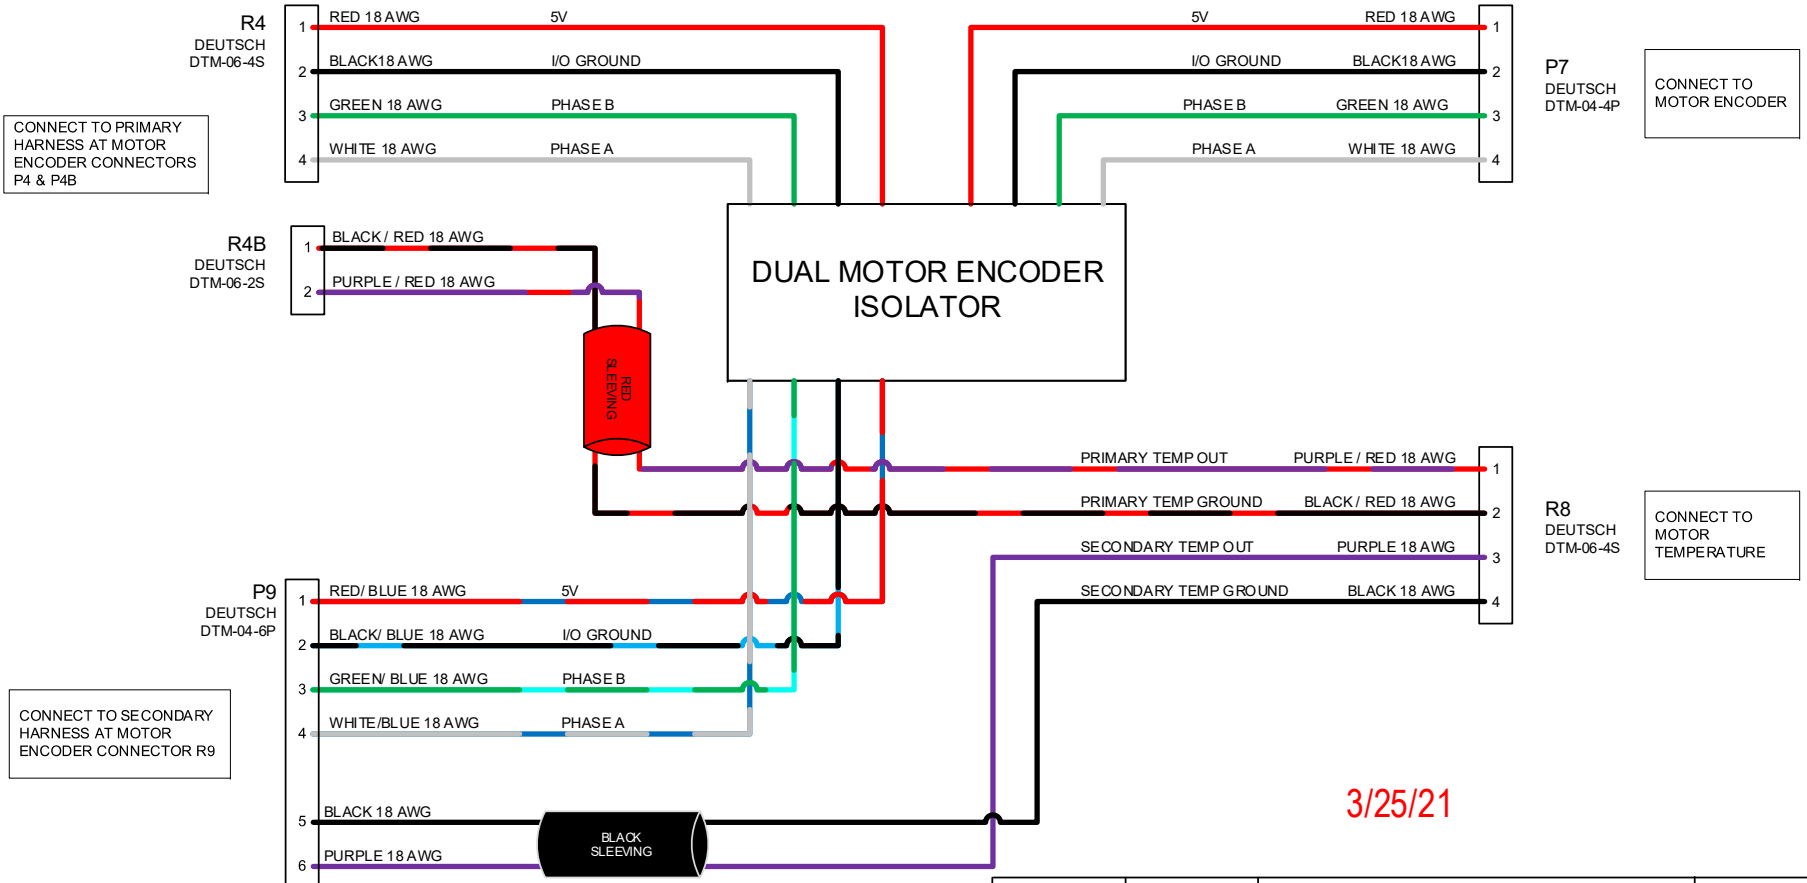 R4
DEUTSCH
DTM-06-4S
1
RED 18 AWG
5V
2
BLACK18 AWG
I/O GROUND
3
GREEN 18 AWG
PHASE B
4
WHITE 18 AWG
PHASE A
CONNECT TO PRIMARY
HARNESS AT MOTOR
ENCODER CONNECTORS
P4 & P4B
5V
RED 18 AWG
1
I/O GROUND
BLACK18 AWG
2
PHASE B
GREEN 18 AWG
3
PHASE A
WHITE 18 AWG
4
P7
DEUTSCH
DTM-04-4P
CONNECT TO
MOTOR ENCODER
R4B
DEUTSCH
DTM-06-2S
1
BLACK / RED 18 AWG
2
PURPLE / RED 18 AWG
RED
SLEEVING
DUAL MOTOR ENCODER
ISOLATOR
PRIMARY TEMP OUT
PURPLE / RED 18 AWG
1
PRIMARY TEMP GROUND
BLACK / RED 18 AWG
2
SECONDARY TEMP OUT
PURPLE 18 AWG
3
SECONDARY TEMP GROUND
BLACK 18 AWG
4
R8
DEUTSCH
DTM-06-4S
CONNECT TO
MOTOR
TEMPERATURE
P9
DEUTSCH
DTM-04-6P
1
RED/ BLUE 18 AWG
5V
2
BLACK/ BLUE 18 AWG
I/O GROUND
3
GREEN/ BLUE 18 AWG
PHASE B
4
WHITE/BLUE 18 AWG
PHASE A
5
BLACK 18 AWG
6
PURPLE 18 AWG
BLACK
SLEEVING
CONNECT TO SECONDARY
HARNESS AT MOTOR
ENCODER CONNECTOR R9
3/25/21